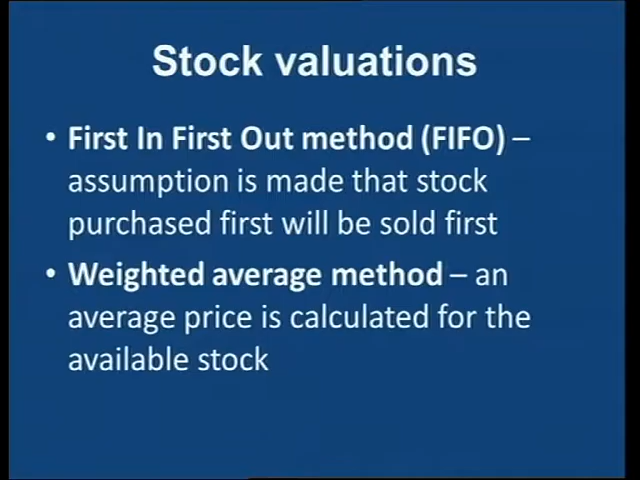 Stock valuations
• First In First Out method (FIFO) –
assumption is made that stock
purchased first will be sold first
• Weighted average method – an
average price is calculated for the
available stock